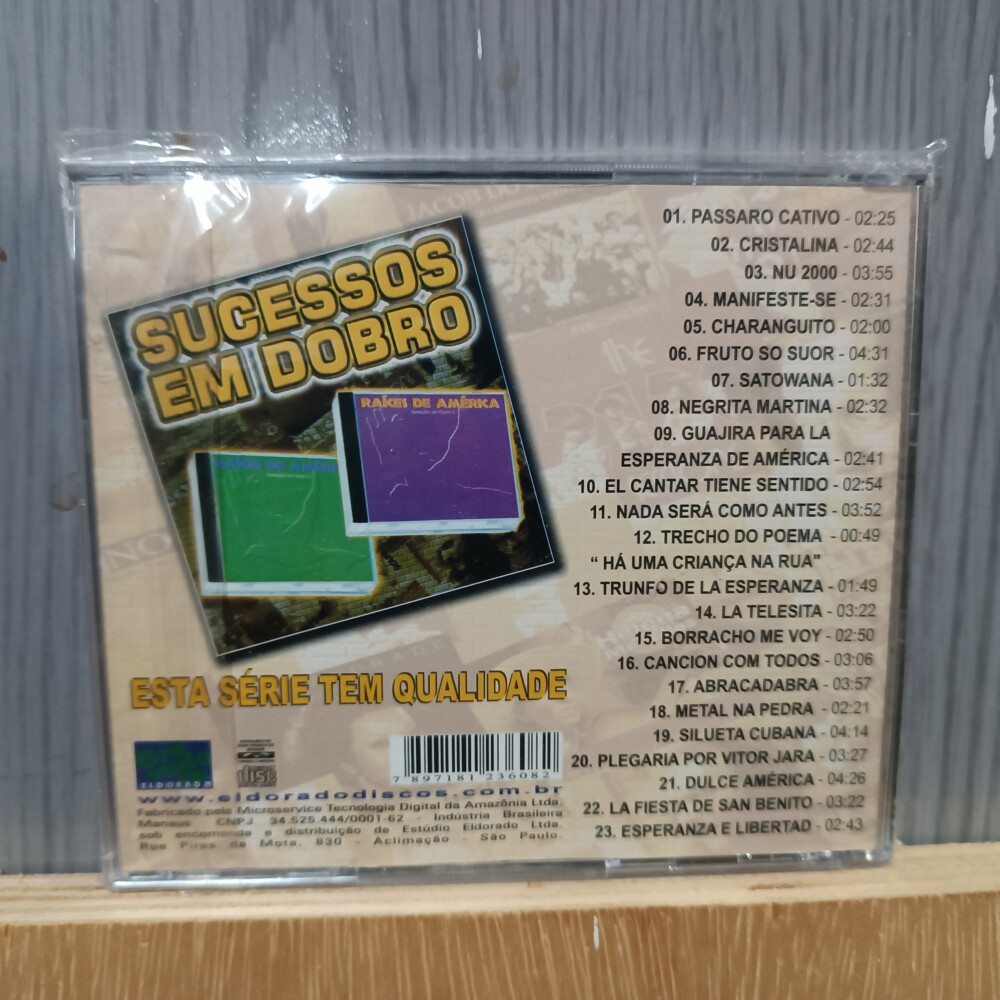 SUCESSOS
EM DOBRO
RAÍCES DE AMÉRICA
RAÍCES DE AMÉRICA
ESTA SÉRIE TEM QUALIDADE
ELDORADO
disc
7 897181 236082
www.eldoradodiscos.com.br
Fabricado pela Microservice Tecnologia Digital da Amazônia Ltda.
Manaus CNPJ 34.525.444/0001-62 - Indústria Brasileira
sob encomenda e distribuição de Estúdio Eldorado Ltda.
Rua Pires da Mota, 830 - Aclimação - São Paulo.
01. PASSARO CATIVO - 02:25
02. CRISTALINA - 02:44
03. NU 2000 - 03:55
04. MANIFESTE-SE - 02:31
05. CHARANGUITO - 02:00
06. FRUTO SO SUOR - 04:31
07. SATOWANA - 01:32
08. NEGRITA MARTINA - 02:32
09. GUAJIRA PARA LA
ESPERANZA DE AMÉRICA - 02:41
10. EL CANTAR TIENE SENTIDO - 02:54
11. NADA SERÁ COMO ANTES - 03:52
12. TRECHO DO POEMA - 00:49
“ HÁ UMA CRIANÇA NA RUA"
13. TRUNFO DE LA ESPERANZA - 01:49
14. LA TELESITA - 03:22
15. BORRACHO ME VOY - 02:50
16. CANCION COM TODOS - 03:06
17. ABRACADABRA - 03:57
18. METAL NA PEDRA - 02:21
19. SILUETA CUBANA - 04:14
20. PLEGARIA POR VITOR JARA - 03:27
21. DULCE AMÉRICA - 04:26
22. LA FIESTA DE SAN BENITO - 03:22
23. ESPERANZA E LIBERTAD - 02:43